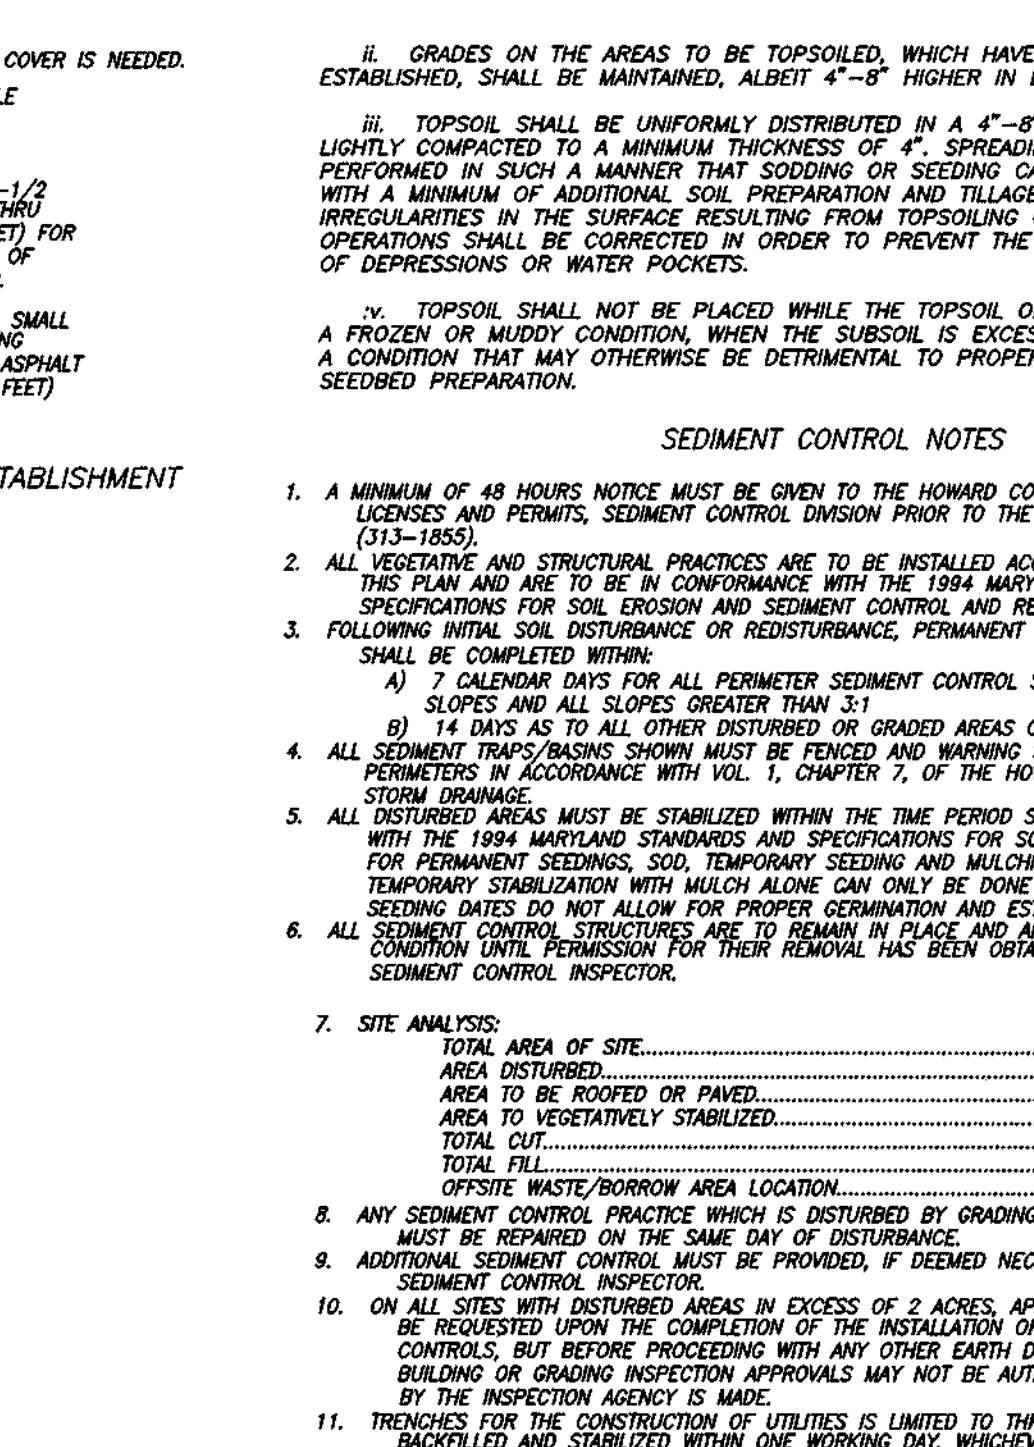 COVER IS NEEDED.
LE
-1/2
THRU
ET) FOR
OF
SMALL
NG
ASPHALT
FEET)
TABLISHMENT
ii. GRADES ON THE AREAS TO BE TOPSOILED, WHICH HAVE
ESTABLISHED, SHALL BE MAINTAINED, ALBEIT 4"-8" HIGHER IN
iii. TOPSOIL SHALL BE UNIFORMLY DISTRIBUTED IN A 4"-8
LIGHTLY COMPACTED TO A MINIMUM THICKNESS OF 4". SPREADI
PERFORMED IN SUCH A MANNER THAT SODDING OR SEEDING CA
WITH A MINIMUM OF ADDITIONAL SOIL PREPARATION AND TILLAGE
IRREGULARITIES IN THE SURFACE RESULTING FROM TOPSOILING
OPERATIONS SHALL BE CORRECTED IN ORDER TO PREVENT THE
OF DEPRESSIONS OR WATER POCKETS.
:v. TOPSOIL SHALL NOT BE PLACED WHILE THE TOPSOIL O
A FROZEN OR MUDDY CONDITION, WHEN THE SUBSOIL IS EXCES
A CONDITION THAT MAY OTHERWISE BE DETRIMENTAL TO PROPE
SEEDBED PREPARATION.
SEDIMENT CONTROL NOTES
1. A MINIMUM OF 48 HOURS NOTICE MUST BE GIVEN TO THE HOWARD CO
LICENSES AND PERMITS, SEDIMENT CONTROL DIVISION PRIOR TO THE
(313-1855).
2. ALL VEGETATIVE AND STRUCTURAL PRACTICES ARE TO BE INSTALLED AC
THIS PLAN AND ARE TO BE IN CONFORMANCE WITH THE 1994 MARY
SPECIFICATIONS FOR SOIL EROSION AND SEDIMENT CONTROL AND RE
3. FOLLOWING INITIAL SOIL DISTURBANCE OR REDISTURBANCE, PERMANENT
SHALL BE COMPLETED WITHIN:
A) 7 CALENDAR DAYS FOR ALL PERIMETER SEDIMENT CONTROL
SLOPES AND ALL SLOPES GREATER THAN 3:1
B) 14 DAYS AS TO ALL OTHER DISTURBED OR GRADED AREAS
4. ALL SEDIMENT TRAPS/BASINS SHOWN MUST BE FENCED AND WARNING
PERIMETERS IN ACCORDANCE WITH VOL. 1, CHAPTER 7, OF THE HO
STORM DRAINAGE.
5. ALL DISTURBED AREAS MUST BE STABILIZED WITHIN THE TIME PERIOD S
WITH THE 1994 MARYLAND STANDARDS AND SPECIFICATIONS FOR SO
FOR PERMANENT SEEDINGS, SOD, TEMPORARY SEEDING AND MULCHI
TEMPORARY STABILIZATION WITH MULCH ALONE CAN ONLY BE DONE
SEEDING DATES DO NOT ALLOW FOR PROPER GERMINATION AND EST
6. ALL SEDIMENT CONTROL STRUCTURES ARE TO REMAIN IN PLACE AND A
CONDITION UNTIL PERMISSION FOR THEIR REMOVAL HAS BEEN OBTA
SEDIMENT CONTROL INSPECTOR.
7. SITE ANALYSIS:
TOTAL AREA OF SITE
AREA DISTURBED
AREA TO BE ROOFED OR PAVED
AREA TO VEGETATIVELY STABILIZED
TOTAL CUT
TOTAL FILL
OFFSITE WASTE/BORROW AREA LOCATION
8. ANY SEDIMENT CONTROL PRACTICE WHICH IS DISTURBED BY GRADING
MUST BE REPAIRED ON THE SAME DAY OF DISTURBANCE.
9. ADDITIONAL SEDIMENT CONTROL MUST BE PROVIDED, IF DEEMED NEC
SEDIMENT CONTROL INSPECTOR.
10. ON ALL SITES WITH DISTURBED AREAS IN EXCESS OF 2 ACRES, AP
BE REQUESTED UPON THE COMPLETION OF THE INSTALLATION OF
CONTROLS, BUT BEFORE PROCEEDING WITH ANY OTHER EARTH D
BUILDING OR GRADING INSPECTION APPROVALS MAY NOT BE AUT
BY THE INSPECTION AGENCY IS MADE.
11. TRENCHES FOR THE CONSTRUCTION OF UTILITIES IS LIMITED TO TH
BACKFILLED AND STABILIZED WITHIN ONE WORKING DAY, WHICHEV